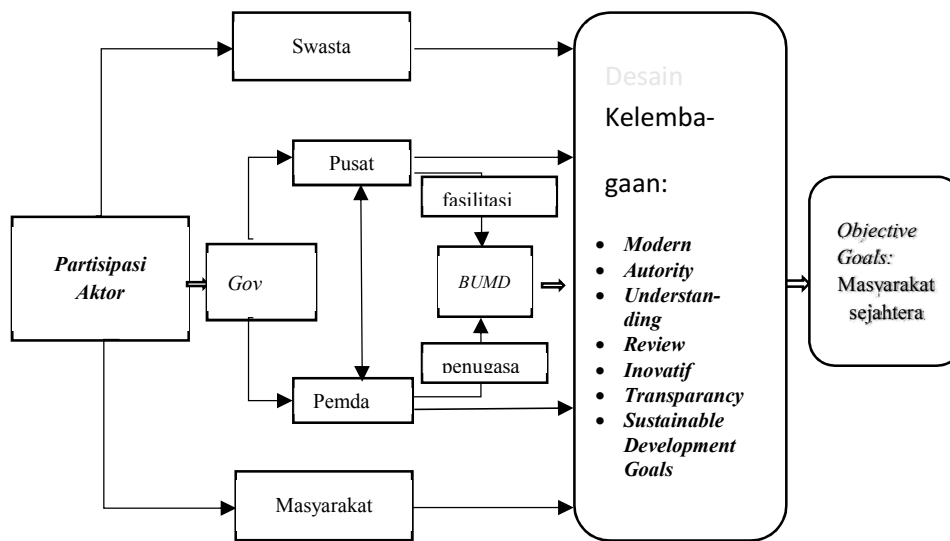 Swasta
Pusat
fasilitasi
Partisipasi
Aktor
Gov
BUMD
penugasa
Pemda
Masyarakat
Desain
Kelemba-
gaan:
• Modern
• Autority
• Understan-
ding
• Review
• Inovatif
• Transparancy
• Sustainable
Development
Goals
Objective
Goals:
Masyarakat
sejahtera